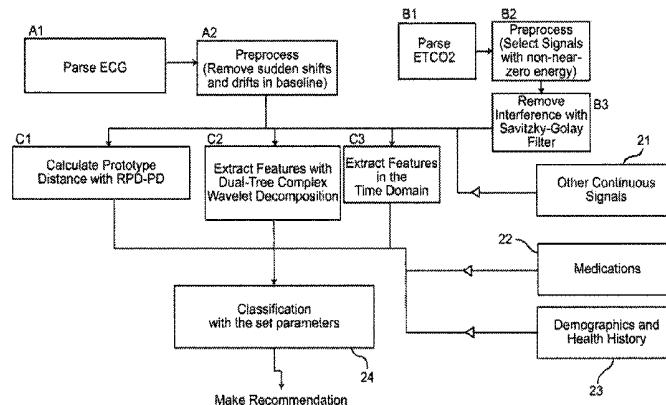 A1
Parse ECG
A2
Preprocess
(Remove sudden shifts
and drifts in baseline)
B1
Parse
ETCO2
B2
Preprocess
(Select Signals
with non-near-
zero energy)
B3
Remove
Interference with
Savitzky-Golay
Filter
C1
Calculate Prototype
Distance with RPD-PD
C2
Extract Features with
Dual-Tree Complex
Wavelet Decomposition
C3
Extract Features
in the
Time Domain
21
Other Continuous
Signals
22
Medications
Demographics and
Health History
23
Classification
with the set parameters
24
Make Recommendation